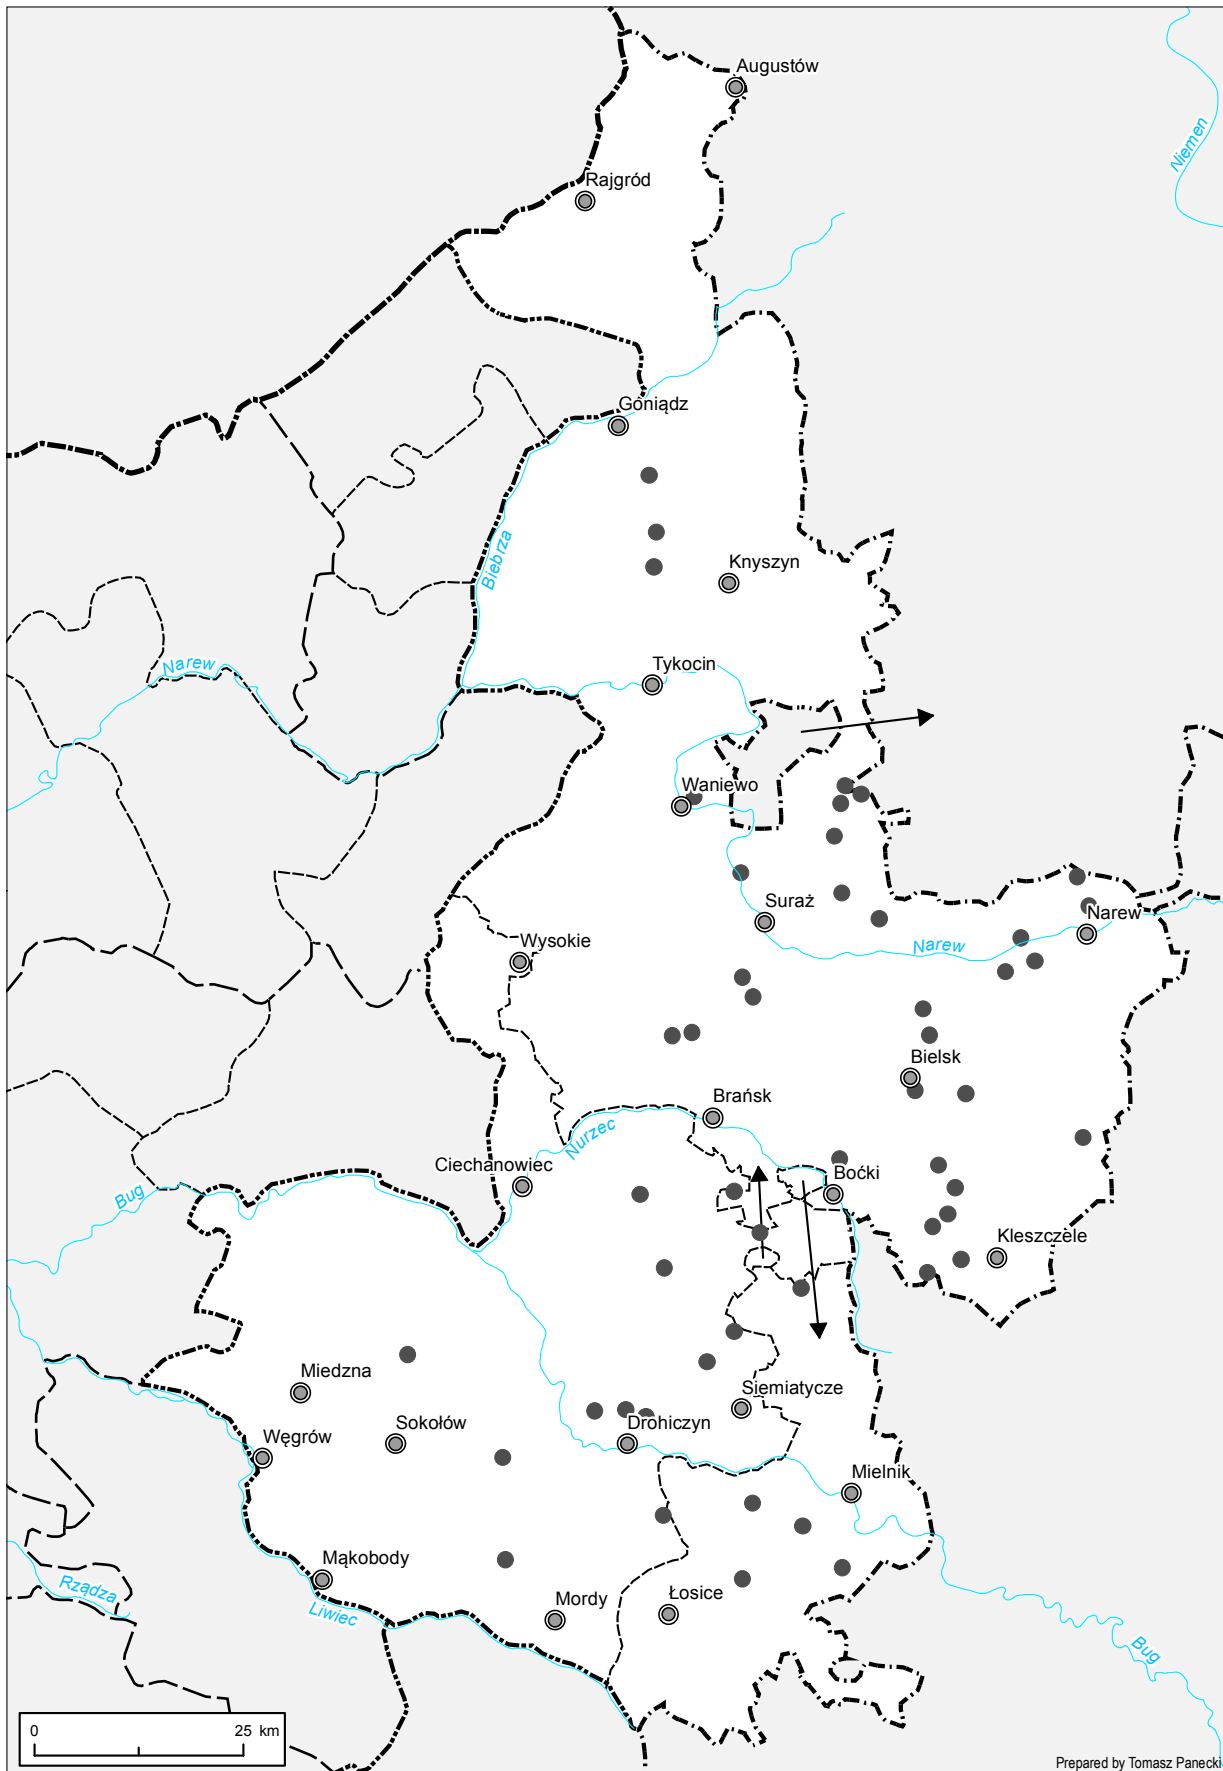 Augustów
Niemen
Rajgród
Goniądz
Biebrza
Knyszyn
Narew
Tykocin
Waniewo
Suraż
Narew
Narew
Wysokie
Bielsk
Brańsk
Nurzec
Ciechanowiec
Boćki
Bug
Kleszczele
Miedzna
Siemiatycze
Sokołów
Drohiczyn
Węgrów
Mielnik
Mąkobody
Rządza
Liwiec
Mordy
Łosice
Bug
0 25 km
Prepared by Tomasz Panecki